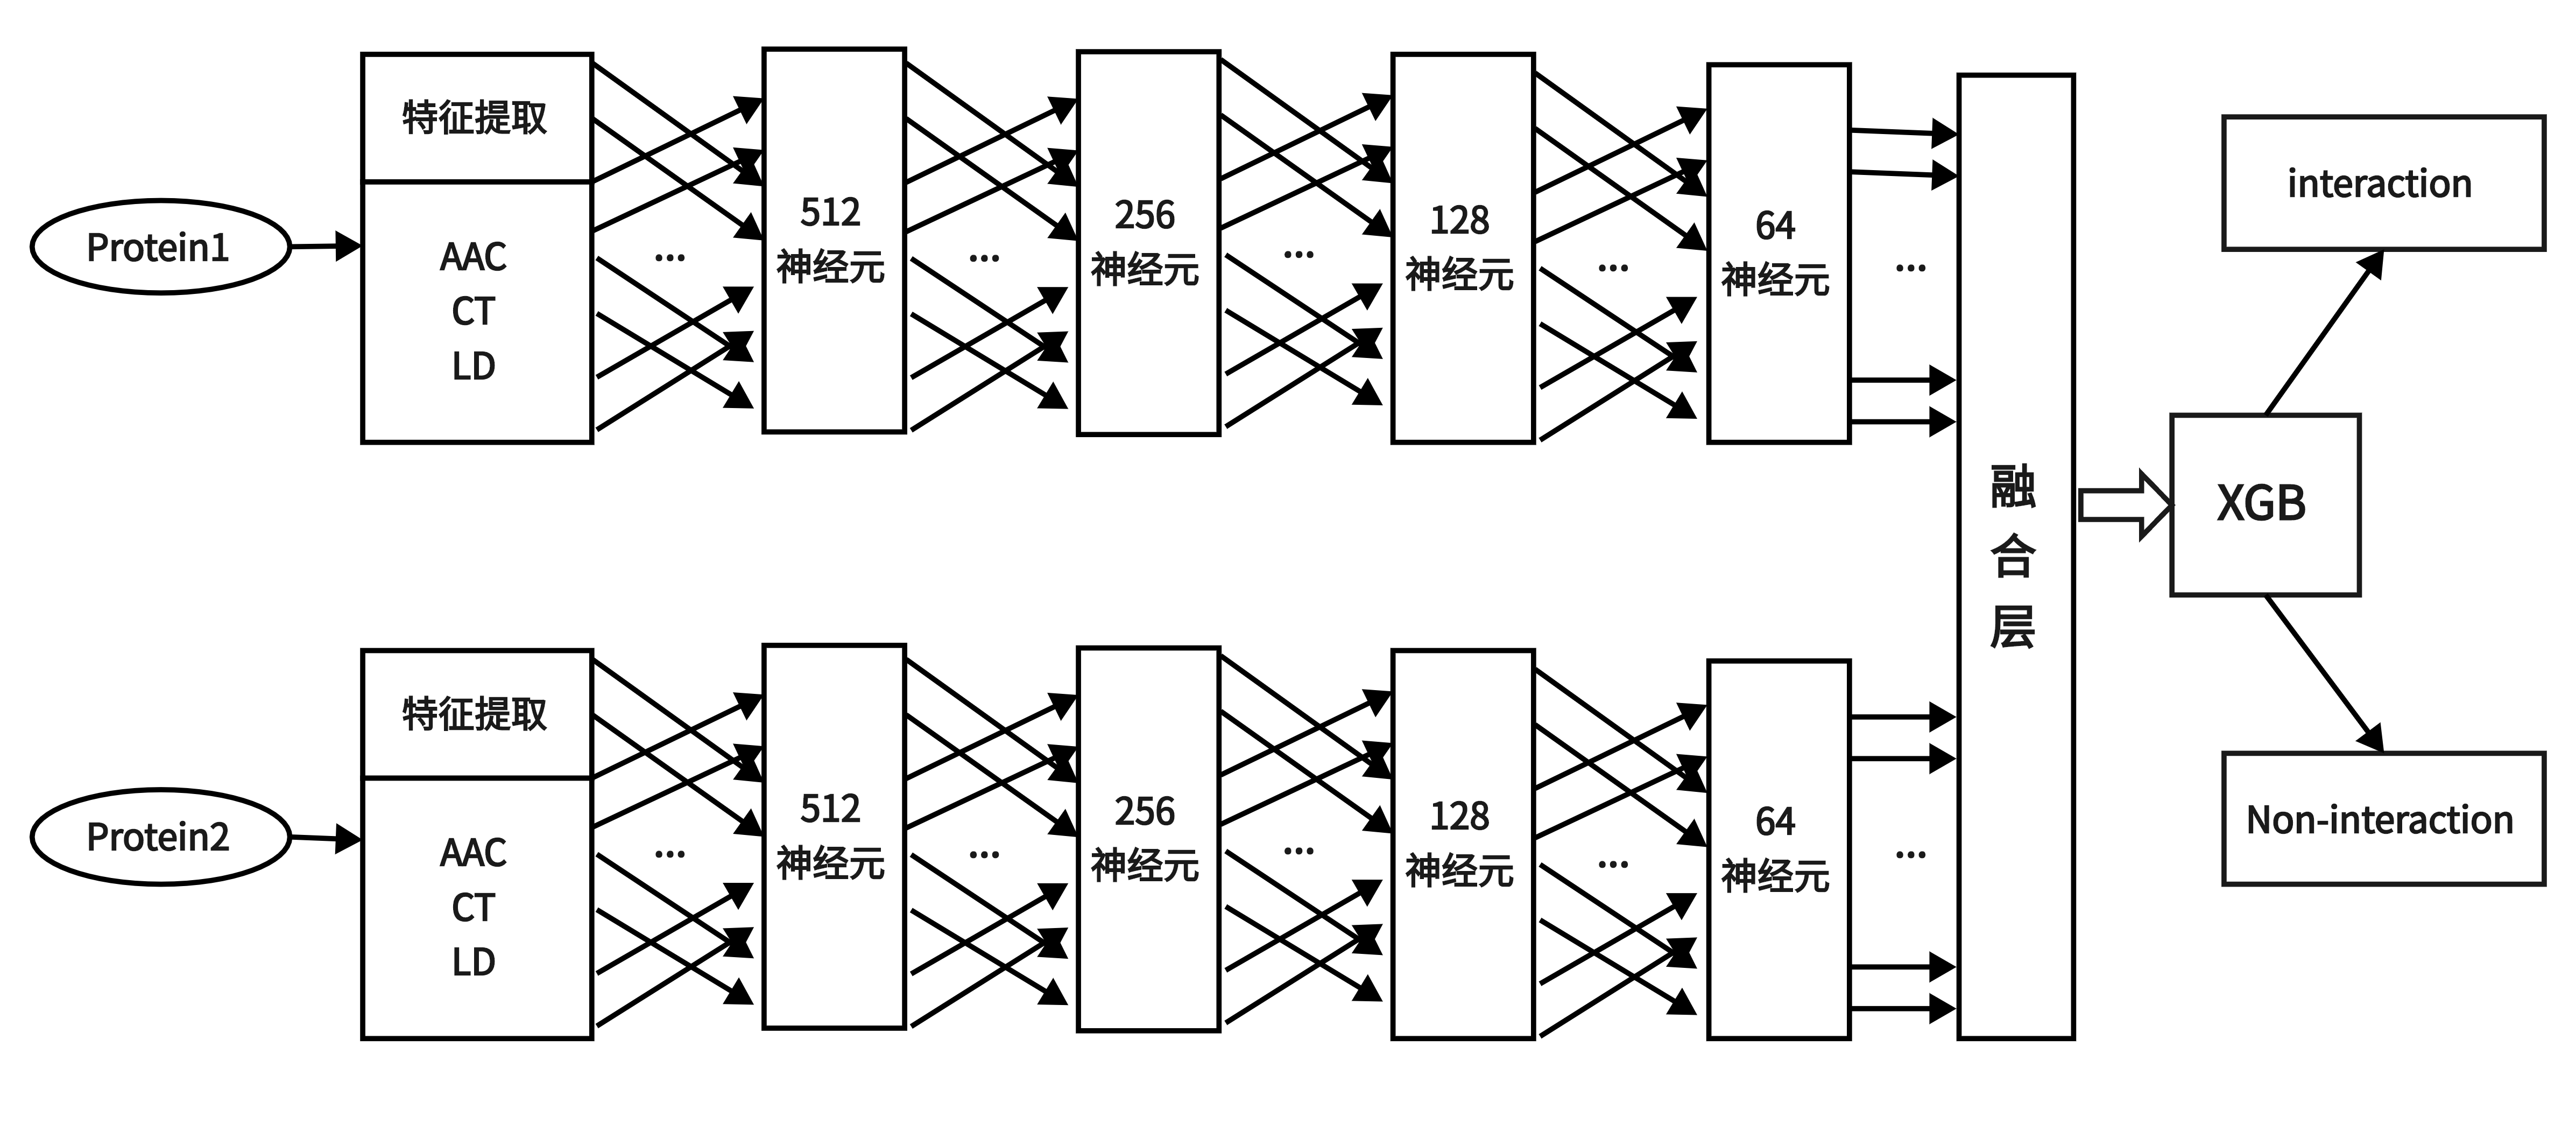 Protein1
特征提取
AAC
CT
LD
...
512
神经元
...
256
神经元
...
128
神经元
...
64
神经元
...
Protein2
特征提取
AAC
CT
LD
...
512
神经元
...
256
神经元
...
128
神经元
...
64
神经元
...
融
合
层
XGB
interaction
Non-interaction